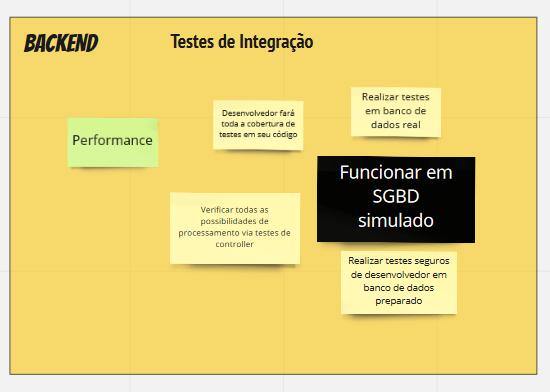 BACKEND
Testes de Integração
Performance
Desenvolvedor fará
toda a cobertura de
testes em seu código
Realizar testes
em banco de
dados real
Verificar todas as
possibilidades de
processamento via testes de
controller
Funcionar em
SGBD
simulado
Realizar testes seguros
de desenvolvedor em
banco de dados
preparado